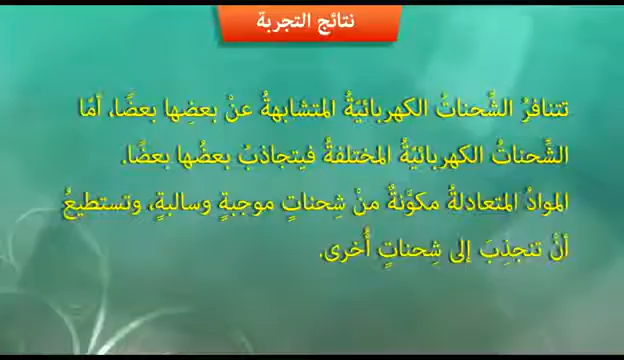 نتائج التجربة
تتنافرُ الشِّحناتُ الكهربائيّةُ المتشابهةُ عنْ بعضِها بعضًا، أمّا
الشِّحناتُ الكهربائيّةُ المختلفةُ فيتجاذبُ بعضُها بعضًا.
الموادُ المتعادلةُ مكوَّنةٌ منْ شِحناتٍ موجبةٍ وسالبةٍ، وتستطيعُ
أنْ تنجذِبَ إلى شِحناتٍ أُخرى.